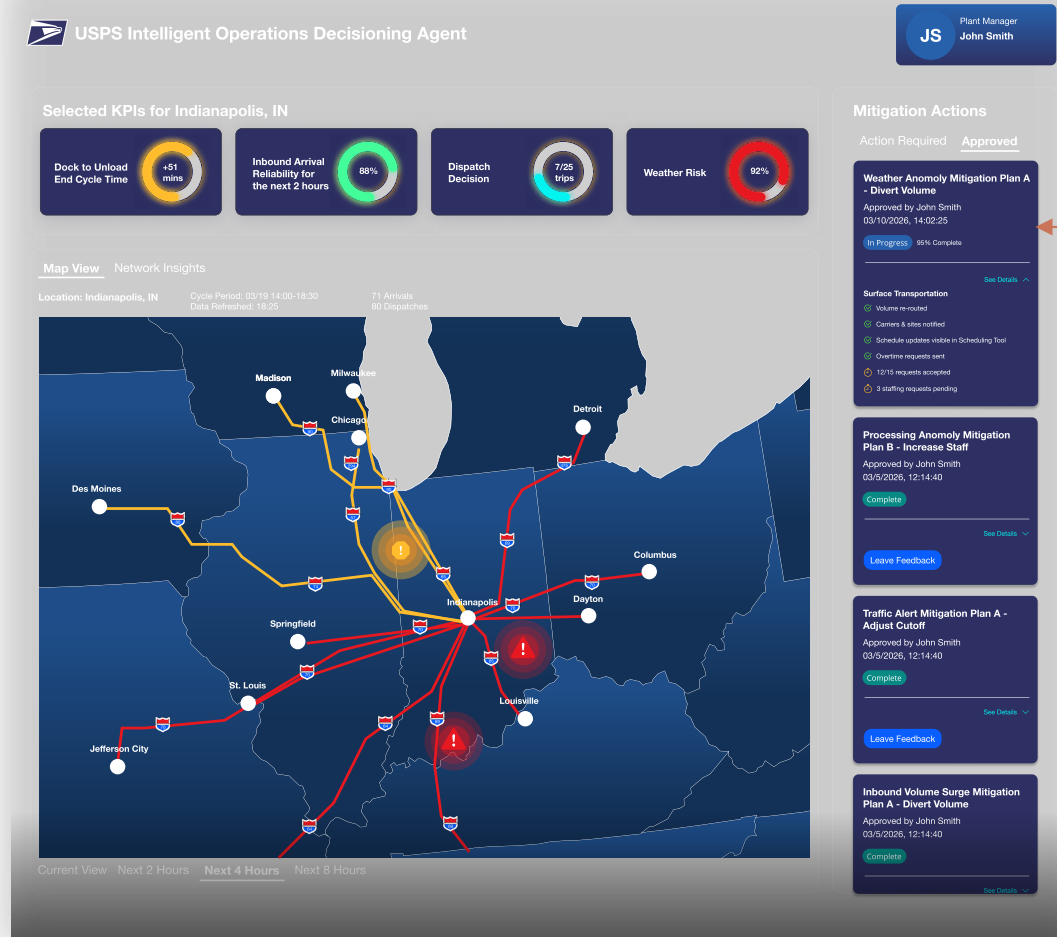 USPS Intelligent Operations Decisioning Agent
JS
Plant Manager
John Smith
Selected KPIs for Indianapolis, IN
Dock to Unload
End Cycle Time
+51
mins
Inbound Arrival
Reliability for
the next 2 hours
88%
Dispatch
Decision
7/25
trips
Weather Risk
92%
Map View
Network Insights
Location: Indianapolis, IN
Cycle Period: 03/19 14:00-18:30
Data Refreshed: 18:25
71 Arrivals
80 Dispatches
Madison
Milwaukee
Chicago
Detroit
Des Moines
Columbus
Indianapolis
Dayton
Springfield
St. Louis
Louisville
Jefferson City
!
!
!
Current View
Next 2 Hours
Next 4 Hours
Next 8 Hours
Mitigation Actions
Action Required
Approved
Weather Anomoly Mitigation Plan A
- Divert Volume
Approved by John Smith
03/10/2026, 14:02:25
In Progress
95% Complete
See Details
Surface Transportation
Volume re-routed
Carriers & sites notified
Schedule updates visible in Scheduling Tool
Overtime requests sent
12/15 requests accepted
3 staffing requests pending
Processing Anomoly Mitigation
Plan B - Increase Staff
Approved by John Smith
03/5/2026, 12:14:40
Complete
See Details
Leave Feedback
Traffic Alert Mitigation Plan A -
Adjust Cutoff
Approved by John Smith
03/5/2026, 12:14:40
Complete
See Details
Leave Feedback
Inbound Volume Surge Mitigation
Plan A - Divert Volume
Approved by John Smith
03/5/2026, 12:14:40
Complete
See Details